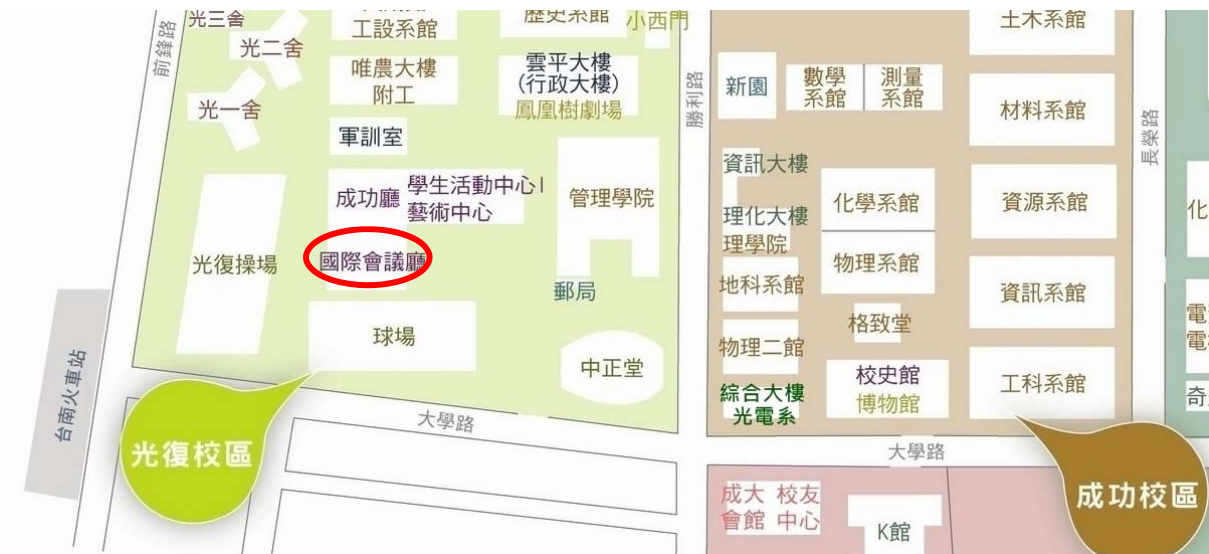 光三舍
光二舍
光一舍
前鋒路
工設系館
唯農大樓
附工
軍訓室
歷史系館
小西門
雲平大樓
(行政大樓)
鳳凰樹劇場
成功廳
學生活動中心I
藝術中心
管理學院
光復操場
國際會議廳
郵局
球場
中正堂
台南火車站
光復校區
大學路
勝利路
新園
數學
系館
測量
系館
土木系館
材料系館
長榮路
資訊大樓
理化大樓
理學院
地科系館
物理二館
綜合大樓
光電系
化學系館
物理系館
格致堂
校史館
博物館
資源系館
資訊系館
工科系館
化
電
電
奇
大學路
成功校區
成大
會館
校友
中心
K館